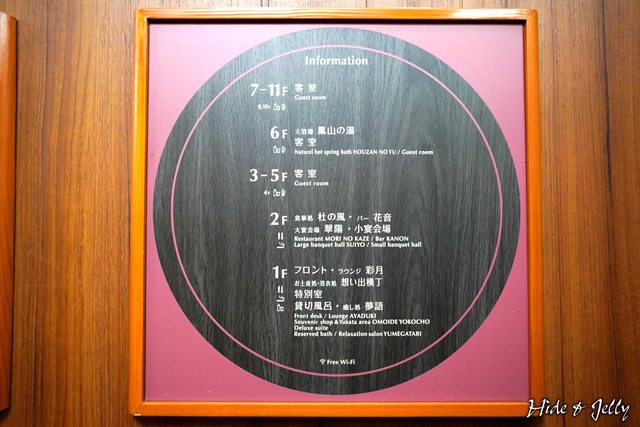 Information
7-11F 客室
Guest room
8,10F
6F 大浴場 鳳山の湯
客室
Natural hot spring bath HOUZAN NO YU / Guest room
3-5F 客室
Guest room
4F
2F 食事処 杜の風・バー 花音
大宴会場 翠陽・小宴会場
Restaurant MORI NO KAZE / Bar KANON
Large banquet hall SUIYO / Small banquet hall
1F フロント・ラウンジ 彩月
お土産処・浴衣処 想い出横丁
特別室
貸切風呂・癒し処 夢語
Front desk / Lounge AYADUKI
Souvenir shop & Yukata area OMOIDE YOKOCHO
Deluxe suite
Reserved bath / Relaxation salon YUMEGATARI
Free Wi-Fi
Hide & Jelly